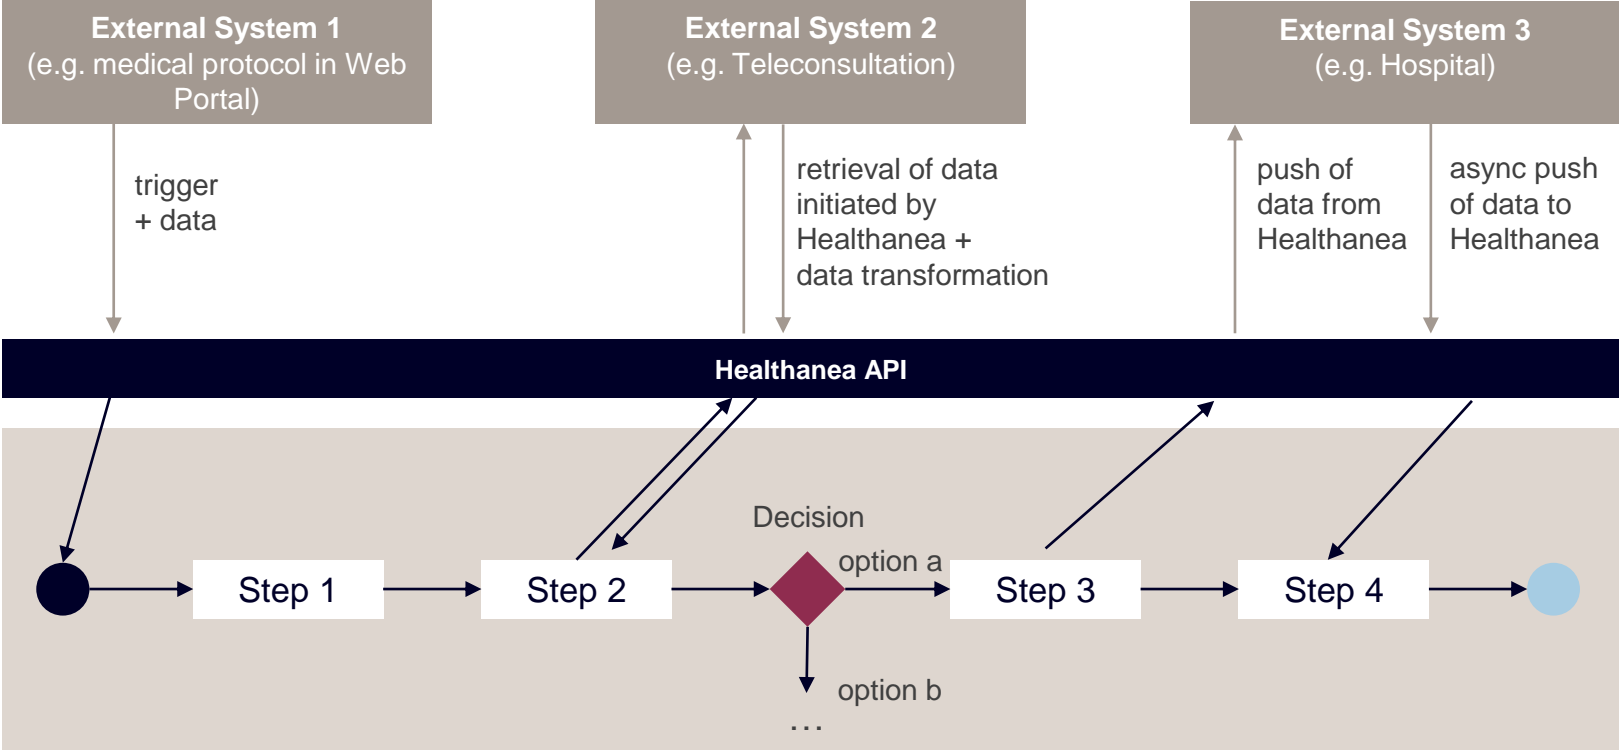 External System 1
(e.g. medical protocol in Web
Portal)
External System 2
(e.g. Teleconsultation)
External System 3
(e.g. Hospital)
trigger
+ data
retrieval of data
initiated by
Healthanea +
data transformation
push of
data from
Healthanea
async push
of data to
Healthanea
Healthanea API
Decision
option a
Step 1
Step 2
Step 3
Step 4
option b
...